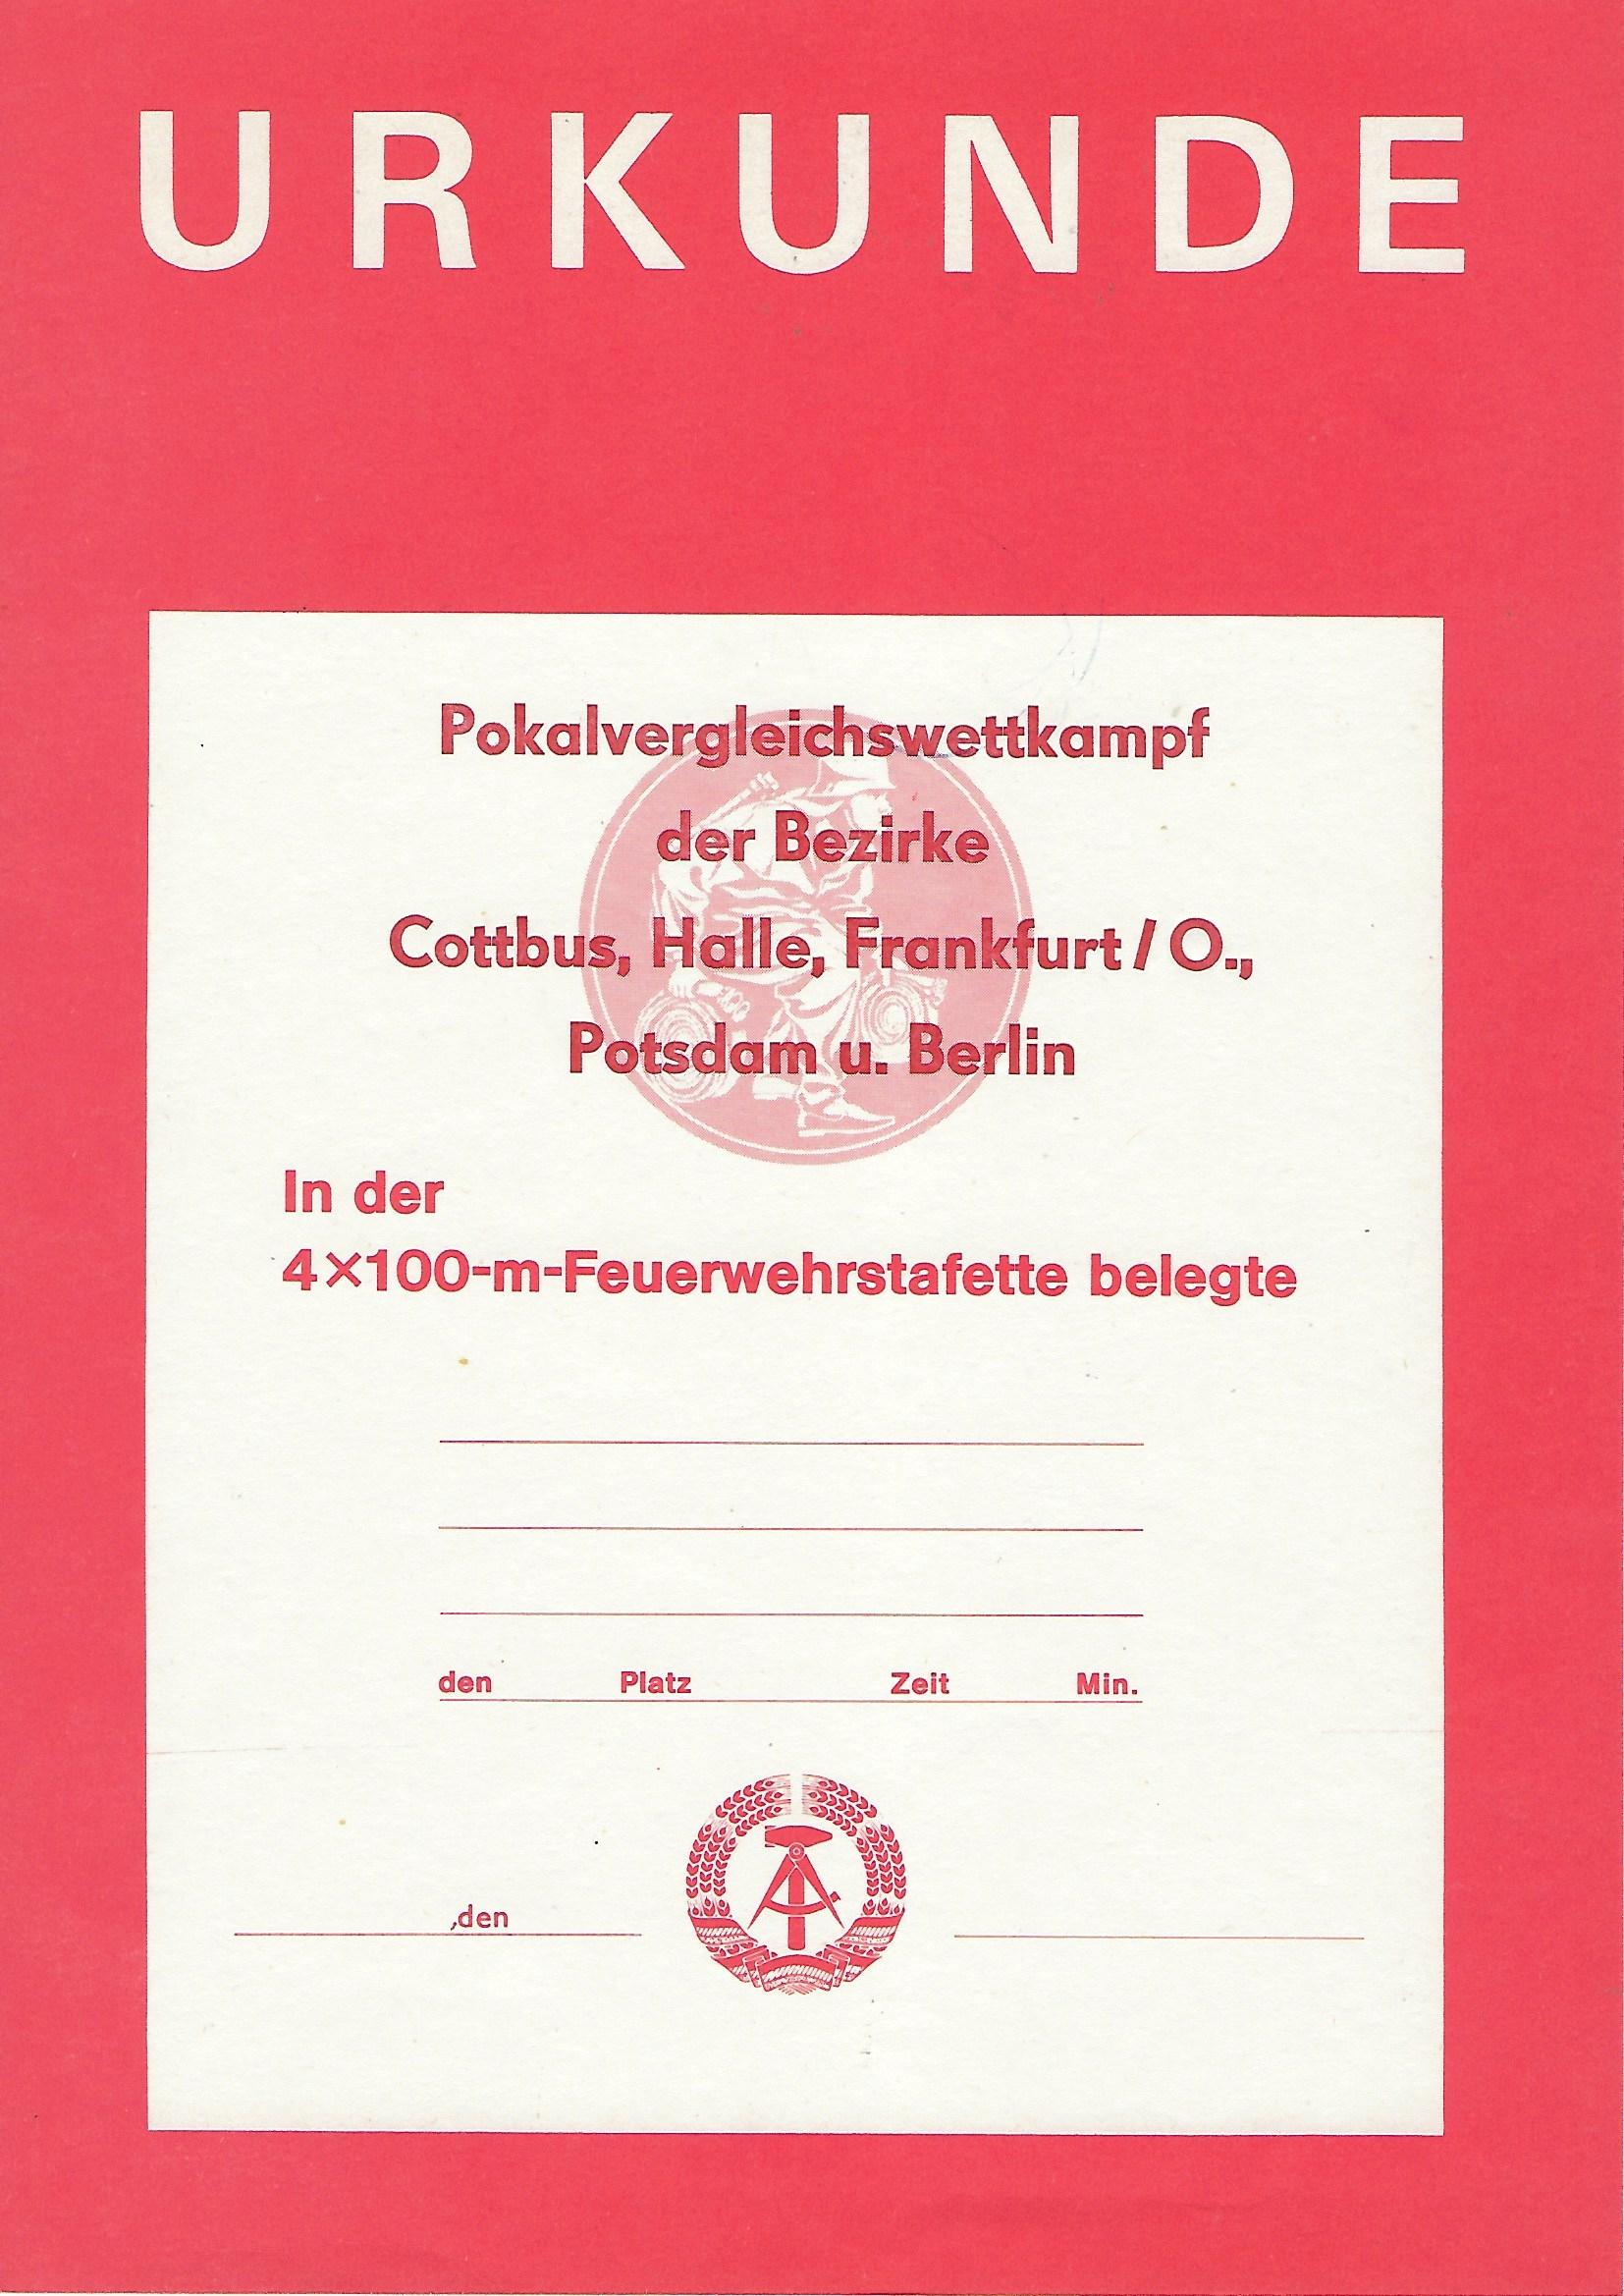 URKUNDE
Pokalvergleichswettkampf
der Bezirke
Cottbus, Halle, Frankfurt/O.,
Potsdam u. Berlin
In der
4×100-m-Feuerwehrstafette belegte
den Platz Zeit Min.
,den